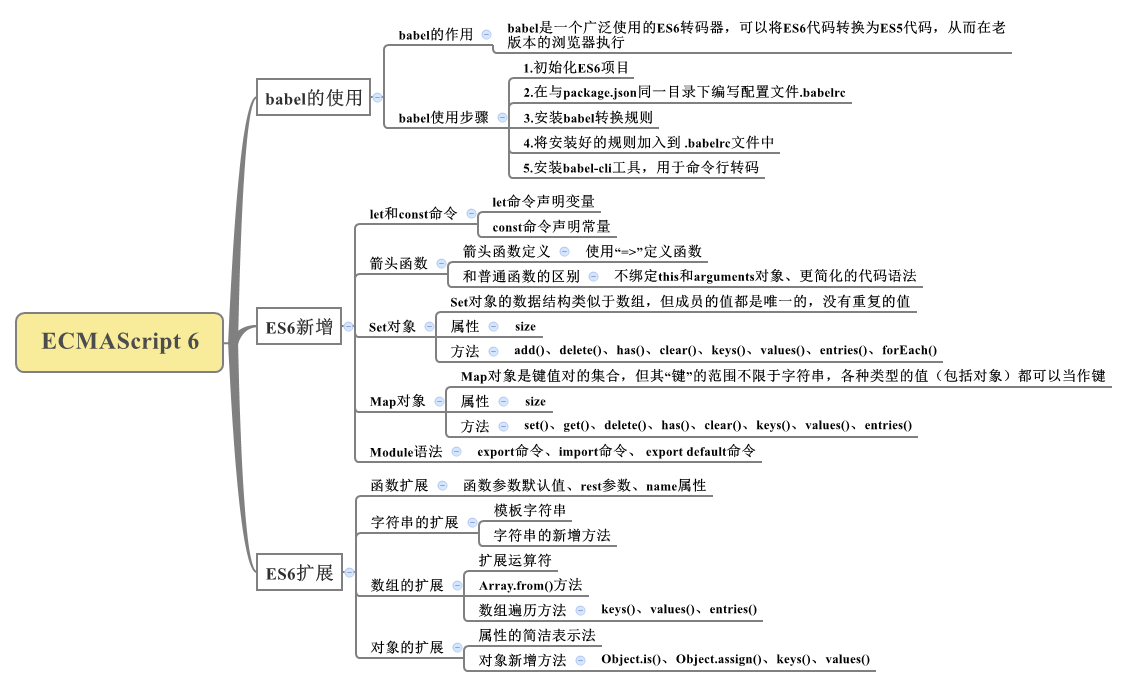 ECMAScript 6
babel的使用
babel的作用
babel是一个广泛使用的ES6转码器，可以将ES6代码转换为ES5代码，从而在老
版本的浏览器执行
babel使用步骤
1.初始化ES6项目
2.在与package.json同一目录下编写配置文件.babelrc
3.安装babel转换规则
4.将安装好的规则加入到 .babelrc文件中
5.安装babel-cli工具，用于命令行转码
ES6新增
let和const命令
let命令声明变量
const命令声明常量
箭头函数
箭头函数定义
使用“=>”定义函数
和普通函数的区别
不绑定this和arguments对象、更简化的代码语法
Set对象
Set对象的数据结构类似于数组，但成员的值都是唯一的，没有重复的值
属性
size
方法
add()、delete()、has()、clear()、keys()、values()、entries()、forEach()
Map对象
Map对象是键值对的集合，但其“键”的范围不限于字符串，各种类型的值（包括对象）都可以当作键
属性
size
方法
set()、get()、delete()、has()、clear()、keys()、values()、entries()
Module语法
export命令、import命令、 export default命令
ES6扩展
函数扩展
函数参数默认值、rest参数、name属性
字符串的扩展
模板字符串
字符串的新增方法
数组的扩展
扩展运算符
Array.from()方法
数组遍历方法
keys()、values()、entries()
对象的扩展
属性的简洁表示法
对象新增方法
Object.is()、Object.assign()、keys()、values()